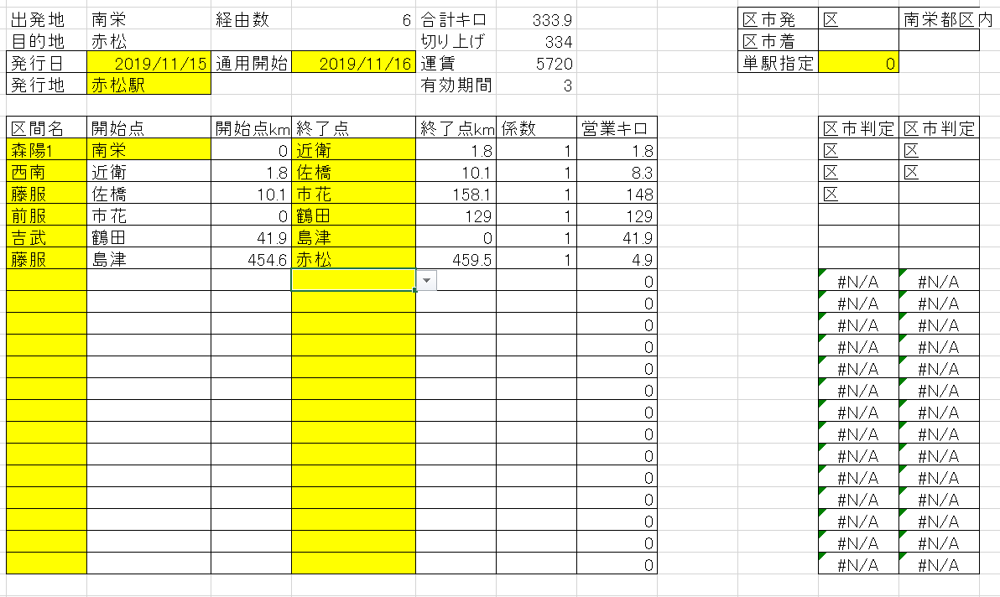 出発地 南栄 経由数 6 合計キロ 333.9 区市発 区 南栄都区内
目的地 赤松 切り上げ 334 区市着
発行日 2019/11/15 通用開始 2019/11/16 運賃 5720 単駅指定 0
発行地 赤松駅 有効期間 3
区間名 開始点 開始点km 終了点 終了点km 係数 営業キロ 区市判定 区市判定
森陽1 南栄 0 近衛 1.8 1 1.8 区 区
西南 近衛 1.8 佐橋 10.1 1 8.3 区 区
藤服 佐橋 10.1 市花 158.1 1 148 区
前服 市花 0 鶴田 129 1 129
吉武 鶴田 41.9 島津 0 1 41.9
藤服 島津 454.6 赤松 459.5 1 4.9
0 #N/A #N/A
0 #N/A #N/A
0 #N/A #N/A
0 #N/A #N/A
0 #N/A #N/A
0 #N/A #N/A
0 #N/A #N/A
0 #N/A #N/A
0 #N/A #N/A
0 #N/A #N/A
0 #N/A #N/A
0 #N/A #N/A
0 #N/A #N/A
0 #N/A #N/A